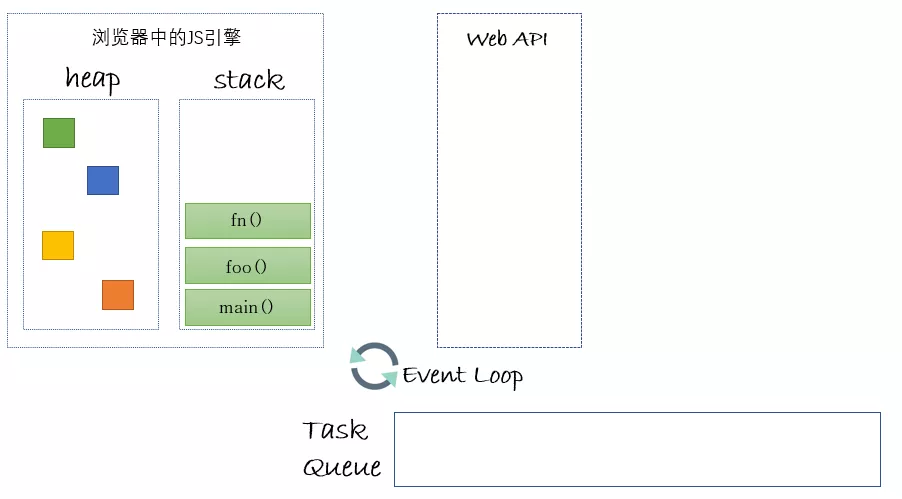 浏览器中的JS引擎
Web API
heap
stack
fn()
foo()
main()
Event Loop
Task
Queue